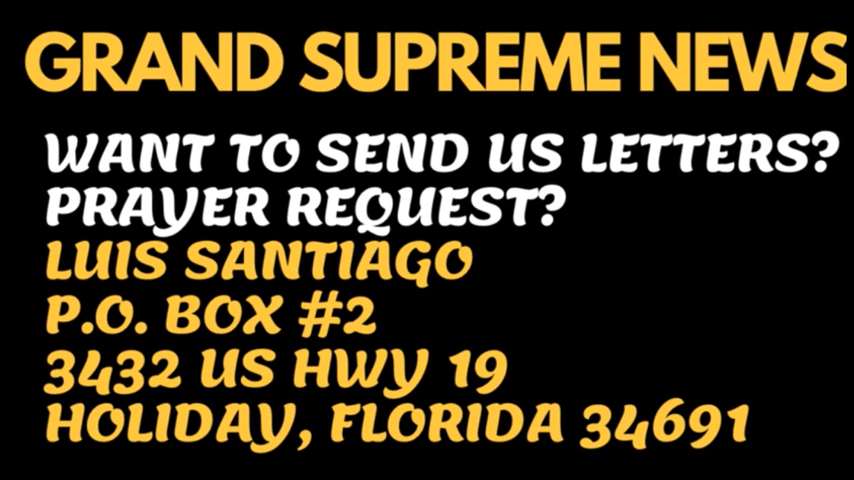 GRAND SUPREME NEWS
WANT TO SEND US LETTERS?
PRAYER REQUEST?
LUIS SANTIAGO
P.O. BOX #2
3432 US HWY 19
HOLIDAY, FLORIDA 34691